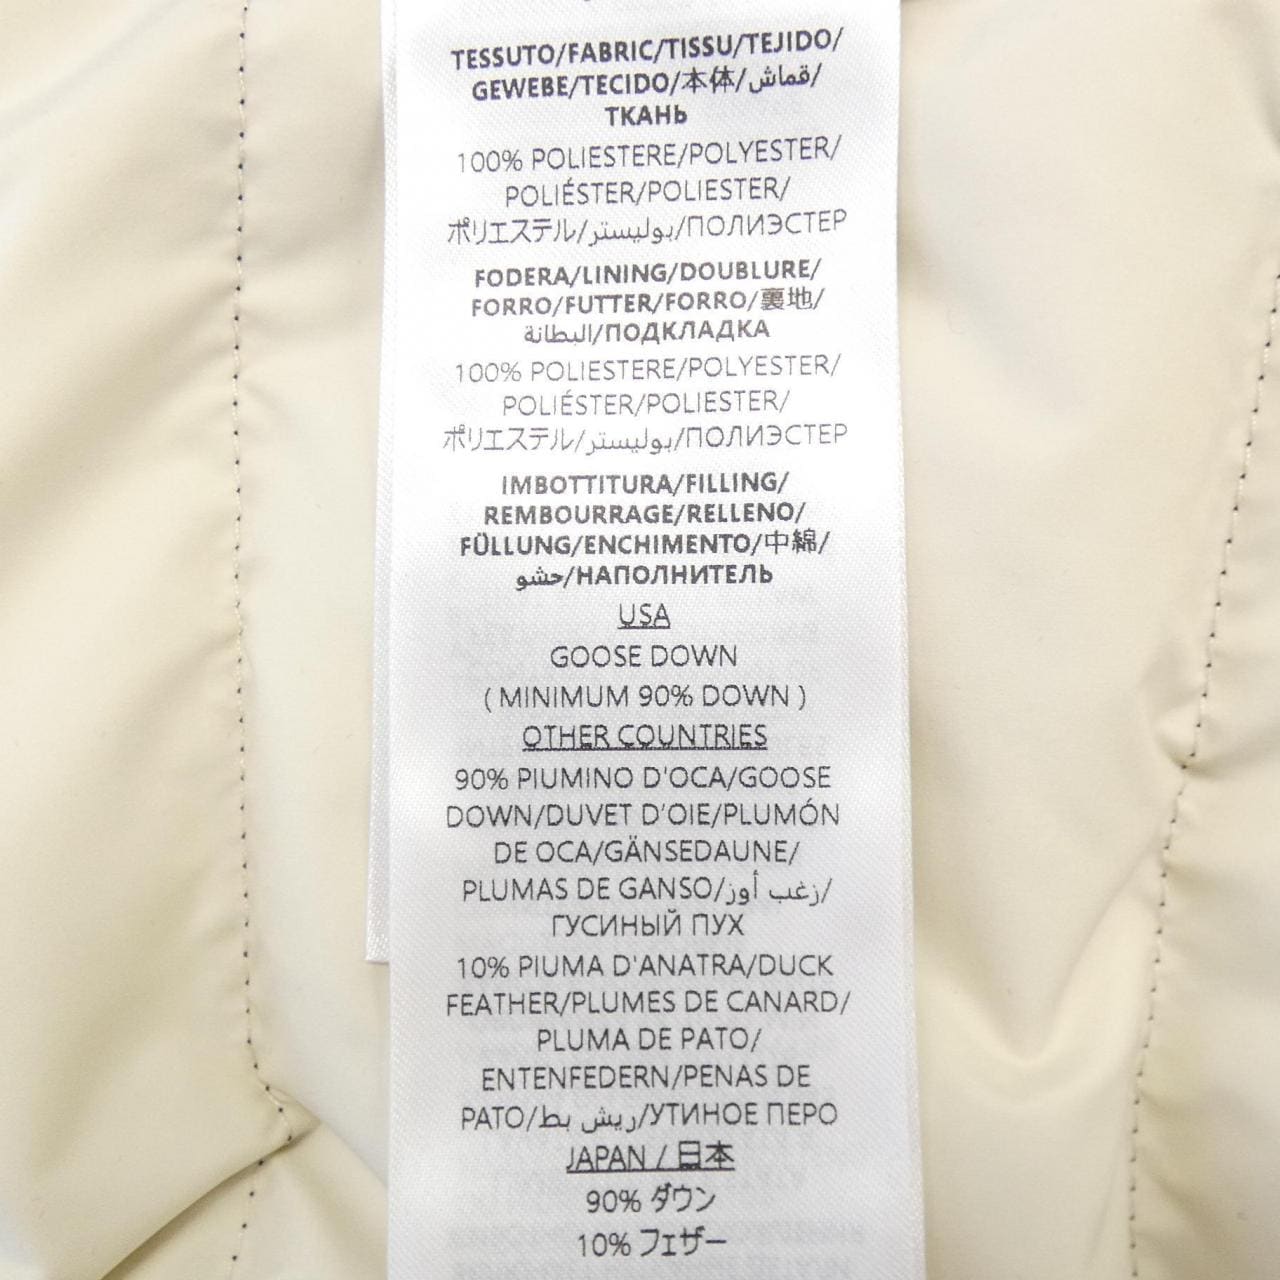 TESSUTO/FABRIC/TISSU/TEJIDO/
GEWEBE/TECIDO/本体/قماش/
ТКАНЬ
100% POLIESTERE/POLYESTER/
POLIÉSTER/POLIESTER/
ポリエステル/بوليستر/ПОЛИЭСТЕР
FODERA/LINING/DOUBLURE/
FORRO/FUTTER/FORRO/裏地/
البطانة/ПОДКЛАДКА
100% POLIESTERE/POLYESTER/
POLIÉSTER/POLIESTER/
ポリエステル/بوليستر/ПОЛИЭСТЕР
IMBOTTITURA/FILLING/
REMBOURRAGE/RELLENO/
FÜLLUNG/ENCHIMENTO/中綿/
حشو/НАПОЛНИТЕЛЬ
USA
GOOSE DOWN
( MINIMUM 90% DOWN )
OTHER COUNTRIES
90% PIUMINO D'OCA/GOOSE
DOWN/DUVET D'OIE/PLUMÓN
DE OCA/GÄNSEDAUNE/
PLUMAS DE GANSO/زغب أوز/
ГУСИНЫЙ ПУХ
10% PIUMA D'ANATRA/DUCK
FEATHER/PLUMES DE CANARD/
PLUMA DE PATO/
ENTENFEDERN/PENAS DE
PATO/ريش بط/УТИНОЕ ПЕРО
JAPAN / 日本
90% ダウン
10% フェザー